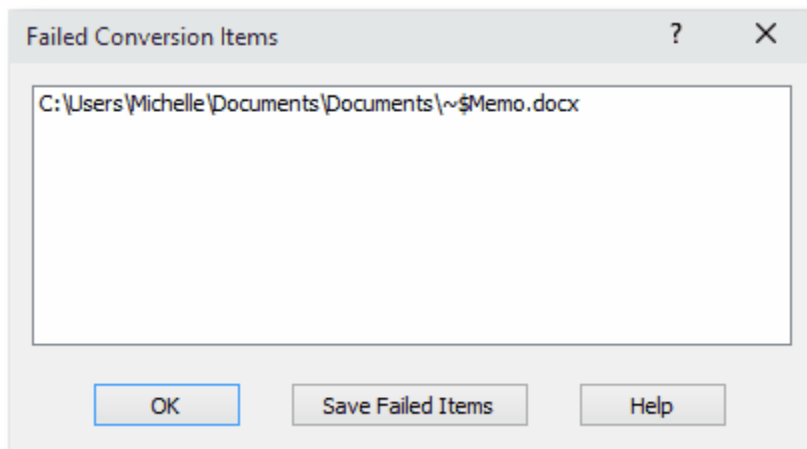 Failed Conversion Items ?
C:\Users\Michelle\Documents\Documents\~$Memo.docx
OK Save Failed Items Help